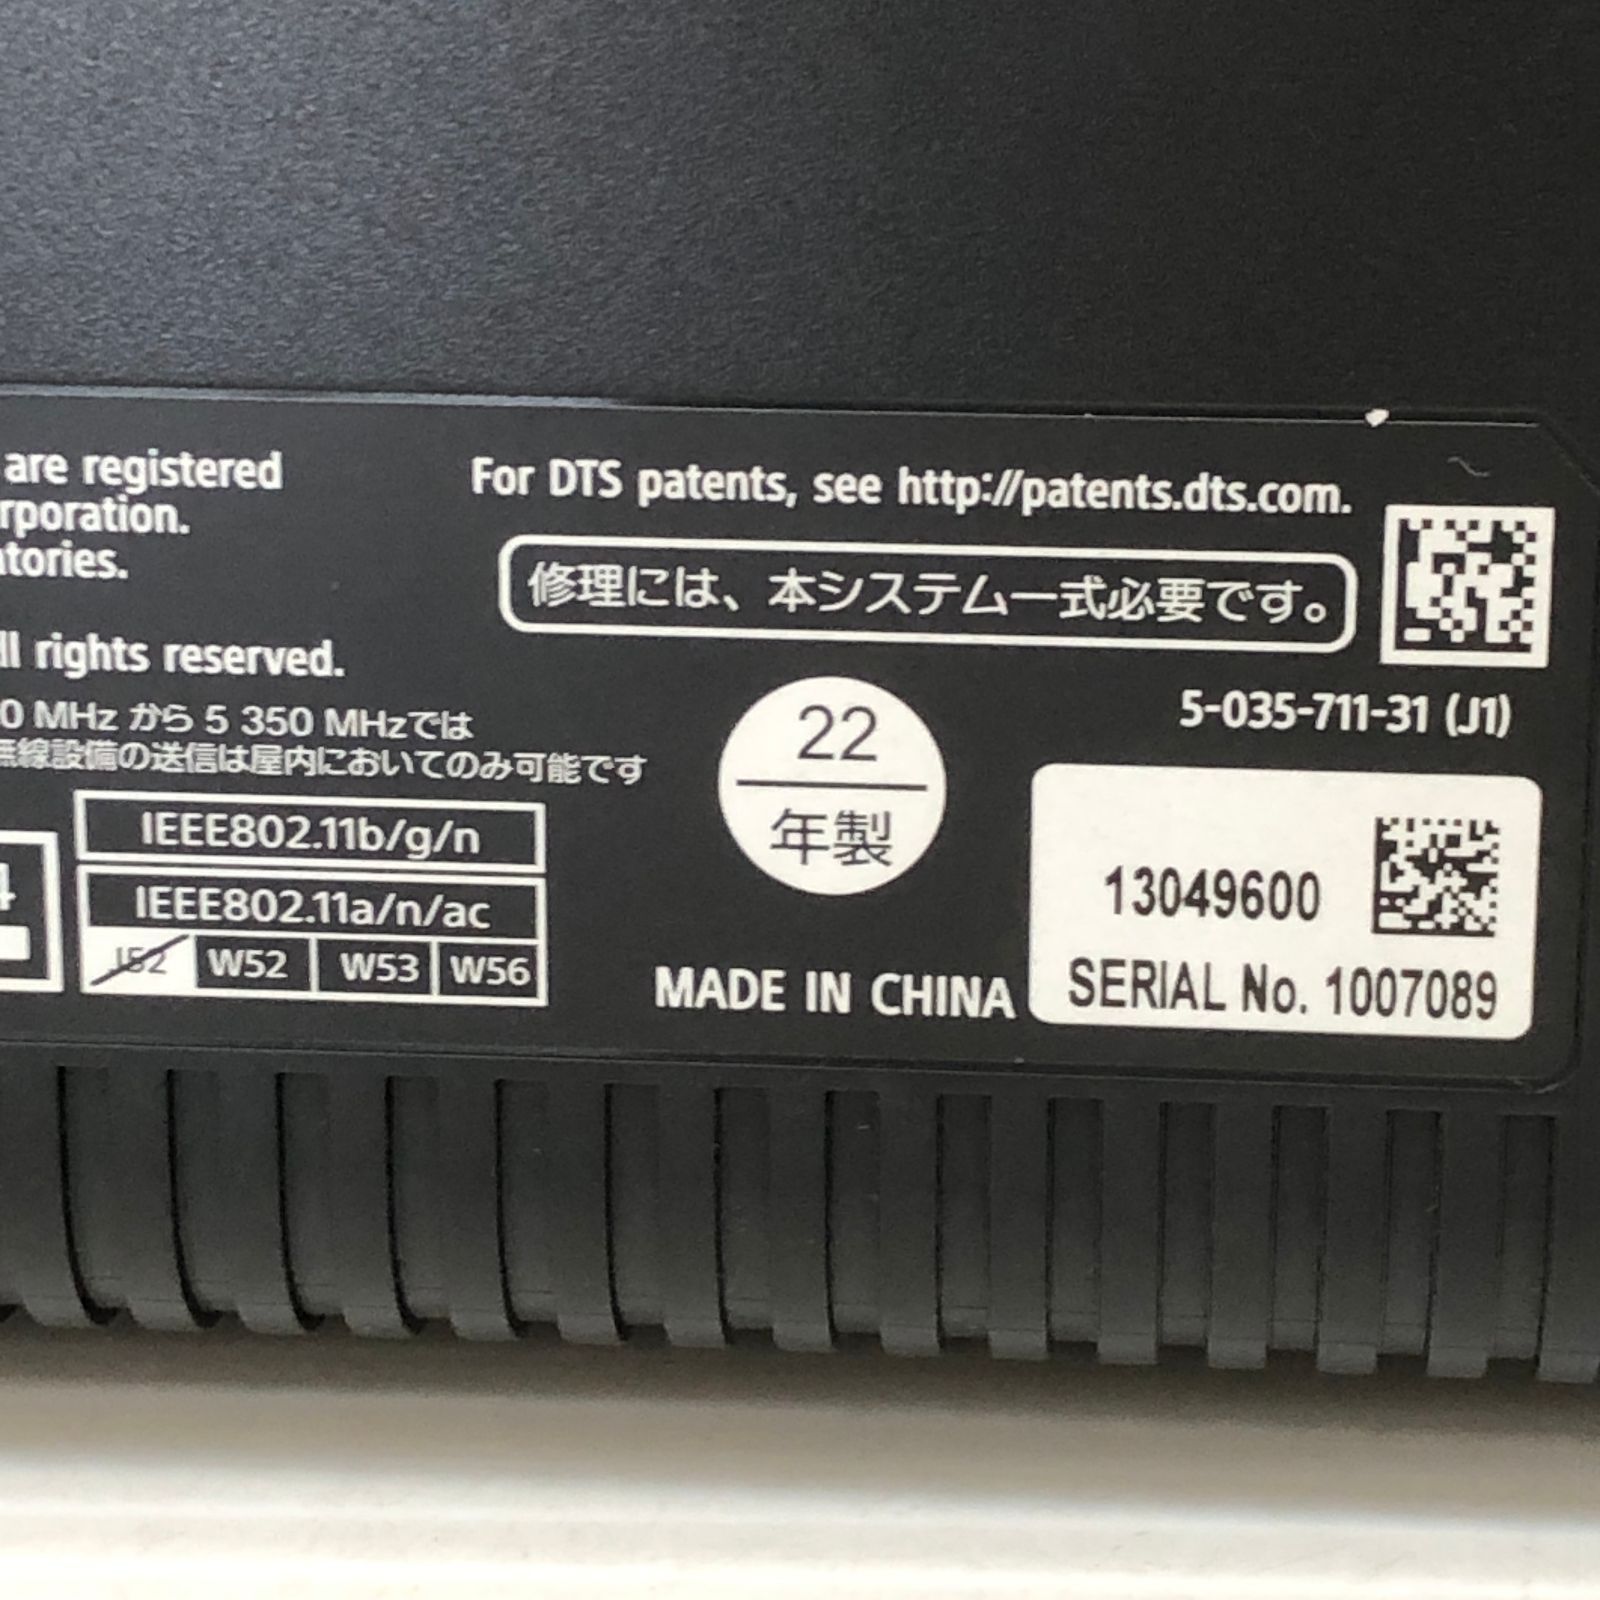 are registered
rporation.
tories.
ll rights reserved.
0 MHz から 5 350 MHzでは
無線設備の送信は屋内においてのみ可能です
4
IEEE802.11b/g/n
IEEE802.11a/n/ac
J52 W52 W53 W56
For DTS patents, see http://patents.dts.com.
修理には、本システム一式必要です。
5-035-711-31 (J1)
22
年製
MADE IN CHINA
13049600
SERIAL No. 1007089